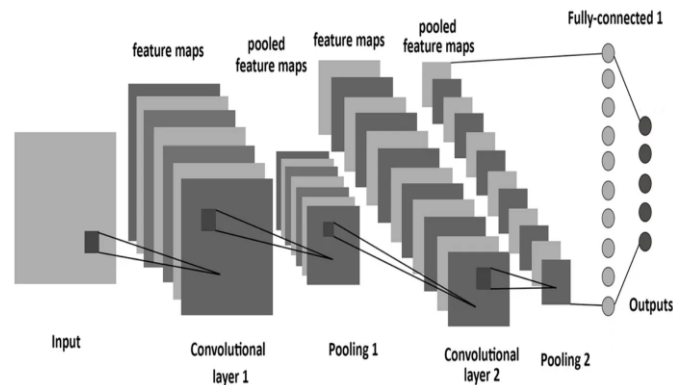 Fully-connected 1
feature maps
pooled
feature maps
feature maps
pooled
feature maps
Input
Convolutional
layer 1
Pooling 1
Convolutional
layer 2
Pooling 2
Outputs